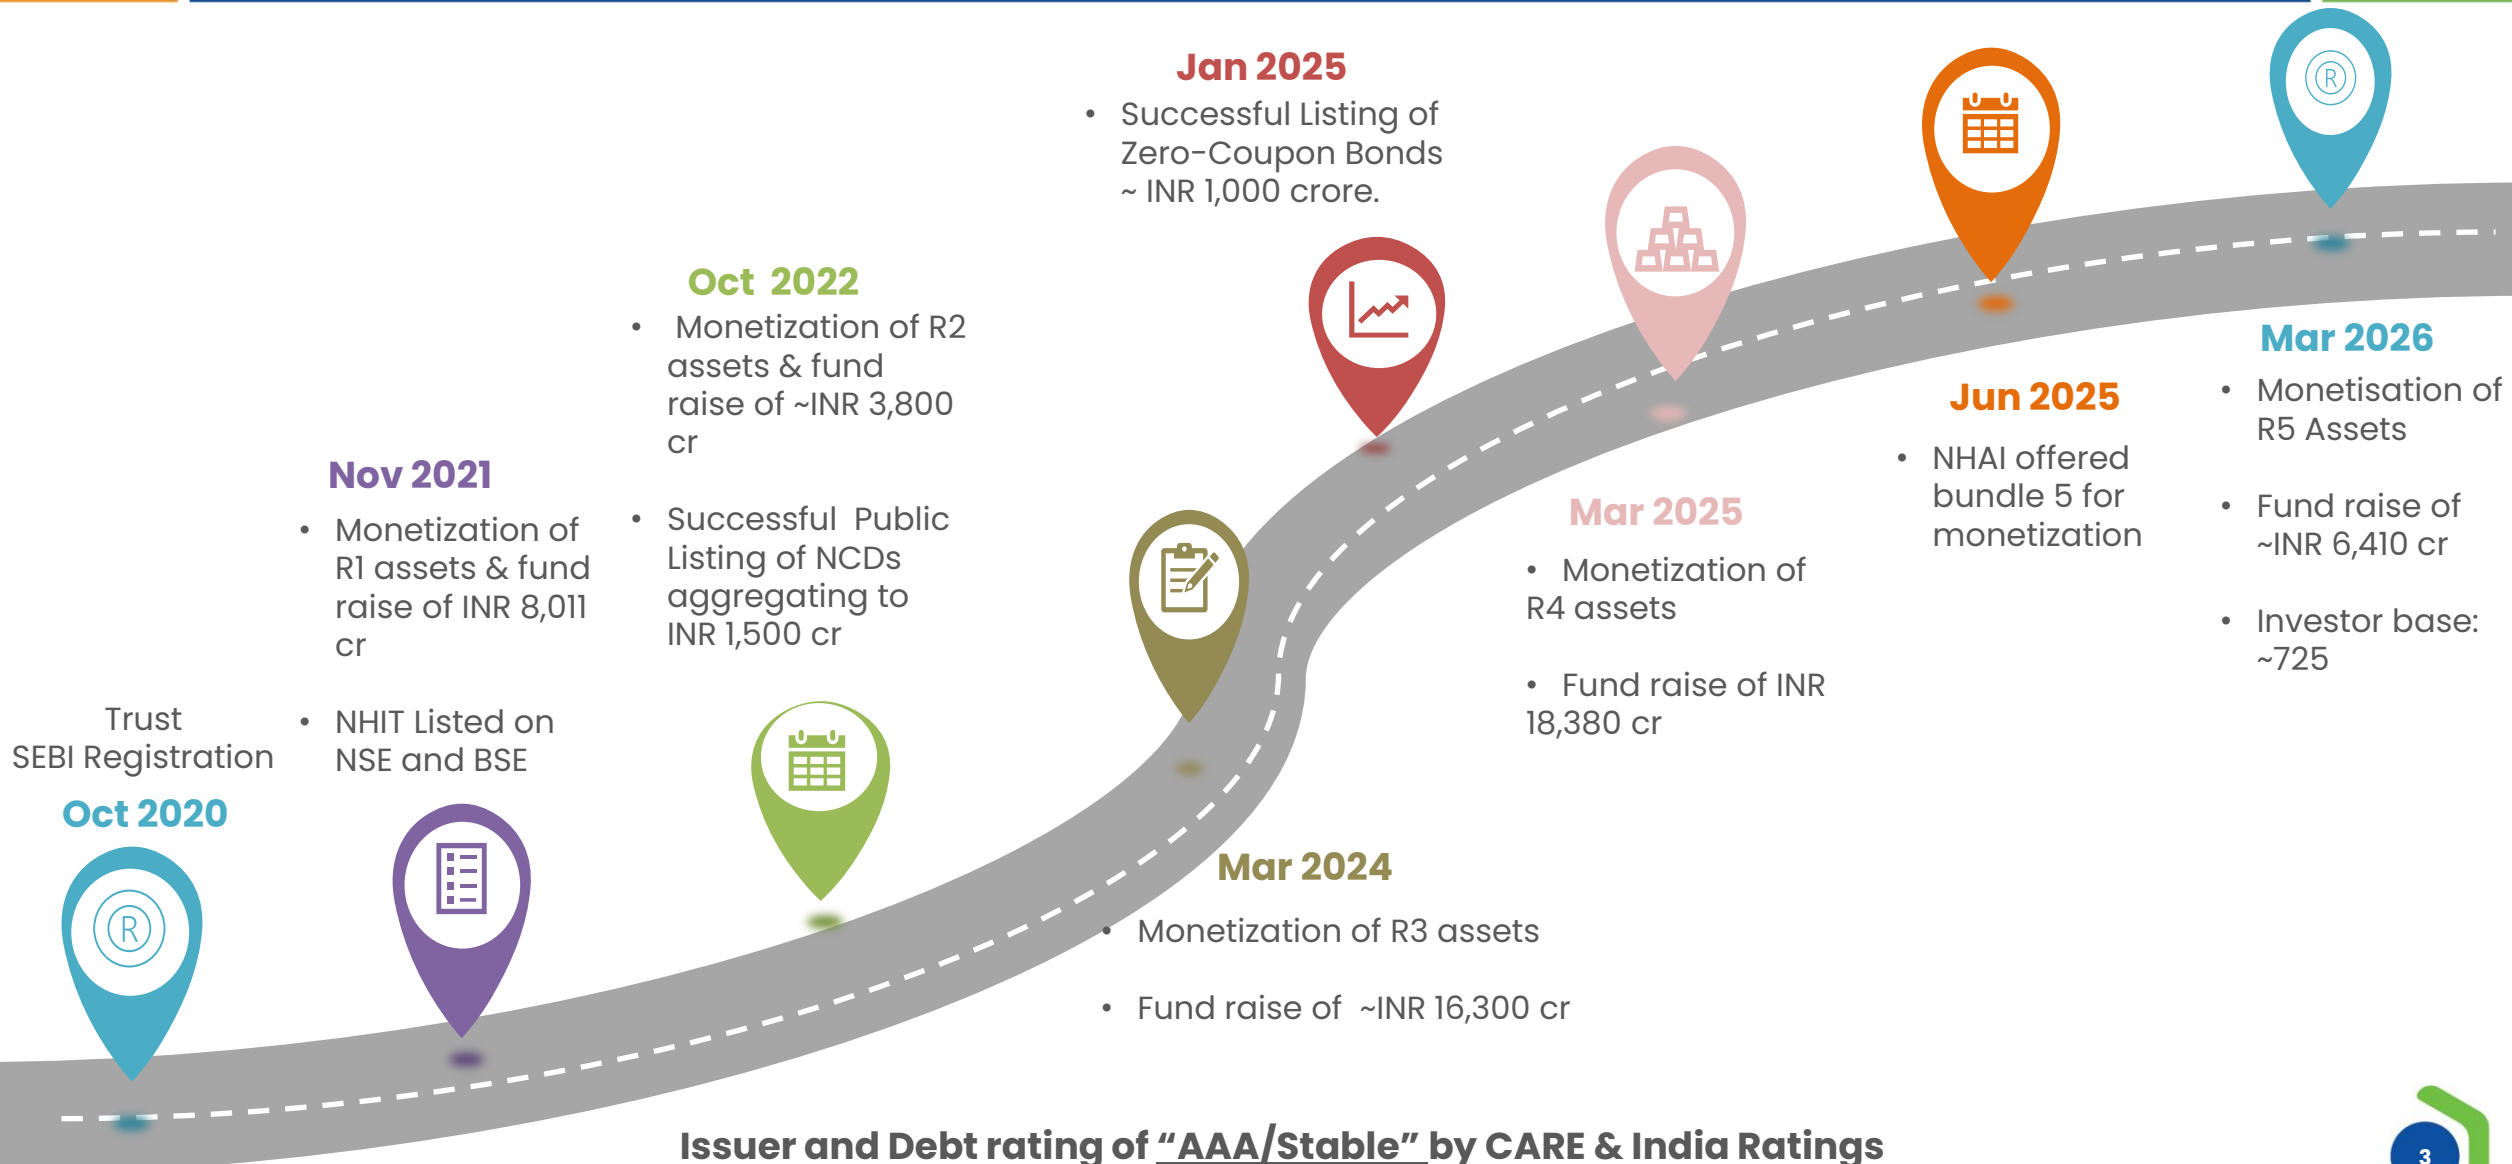 Trust
SEBI Registration
Oct 2020
Nov 2021
• Monetization of
R1 assets & fund
raise of INR 8,011
cr
• NHIT Listed on
NSE and BSE
Oct 2022
• Monetization of R2
assets & fund
raise of ~INR 3,800
cr
• Successful Public
Listing of NCDs
aggregating to
INR 1,500 cr
Mar 2024
• Monetization of R3 assets
• Fund raise of ~INR 16,300 cr
Jan 2025
• Successful Listing of
Zero-Coupon Bonds
~ INR 1,000 crore.
Mar 2025
• Monetization of
R4 assets
• Fund raise of INR
18,380 cr
Jun 2025
• NHAI offered
bundle 5 for
monetization
Mar 2026
• Monetisation of
R5 Assets
• Fund raise of
~INR 6,410 cr
• Investor base:
~725
R
R
Issuer and Debt rating of “AAA/Stable” by CARE & India Ratings
3